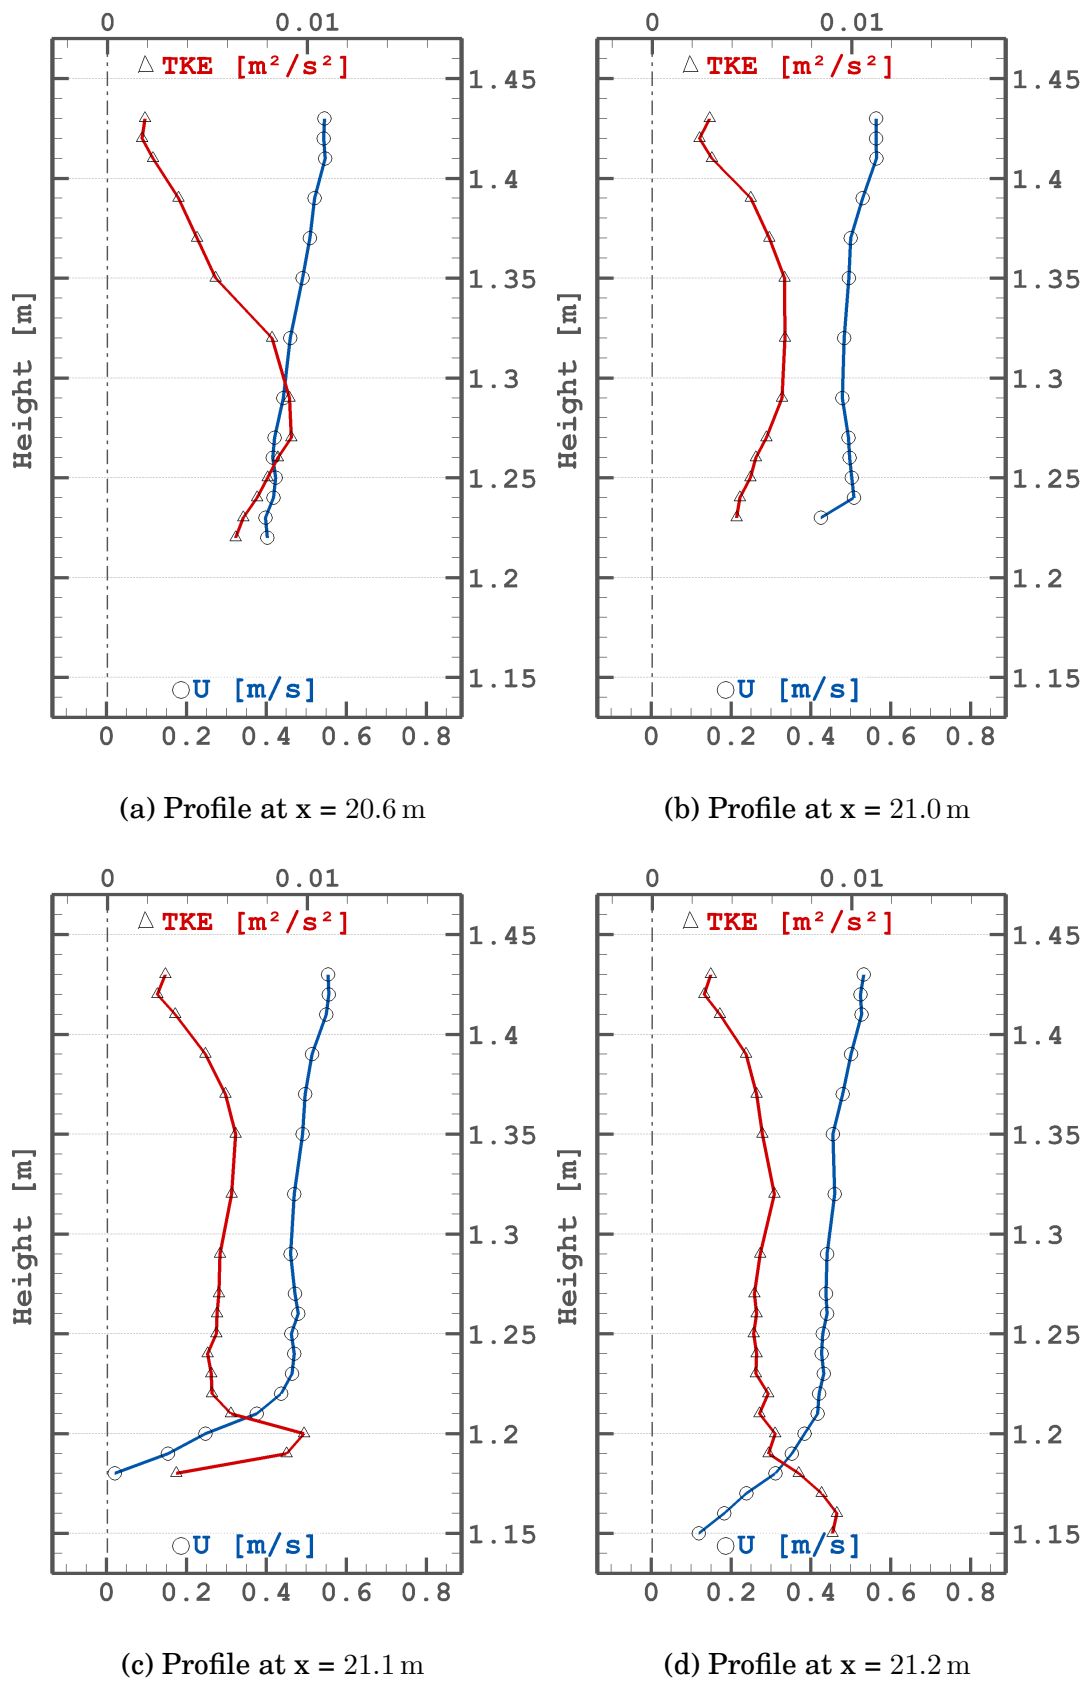 0 0.01
TKE [m²/s²]
1.45
1.4
1.35
1.3
1.25
1.2
1.15
Height [m]
U [m/s]
0 0.2 0.4 0.6 0.8
(a) Profile at x = 20.6 m
0 0.01
TKE [m²/s²]
1.45
1.4
1.35
1.3
1.25
1.2
1.15
Height [m]
U [m/s]
0 0.2 0.4 0.6 0.8
(b) Profile at x = 21.0 m
0 0.01
TKE [m²/s²]
1.45
1.4
1.35
1.3
1.25
1.2
1.15
Height [m]
U [m/s]
0 0.2 0.4 0.6 0.8
(c) Profile at x = 21.1 m
0 0.01
TKE [m²/s²]
1.45
1.4
1.35
1.3
1.25
1.2
1.15
Height [m]
U [m/s]
0 0.2 0.4 0.6 0.8
(d) Profile at x = 21.2 m